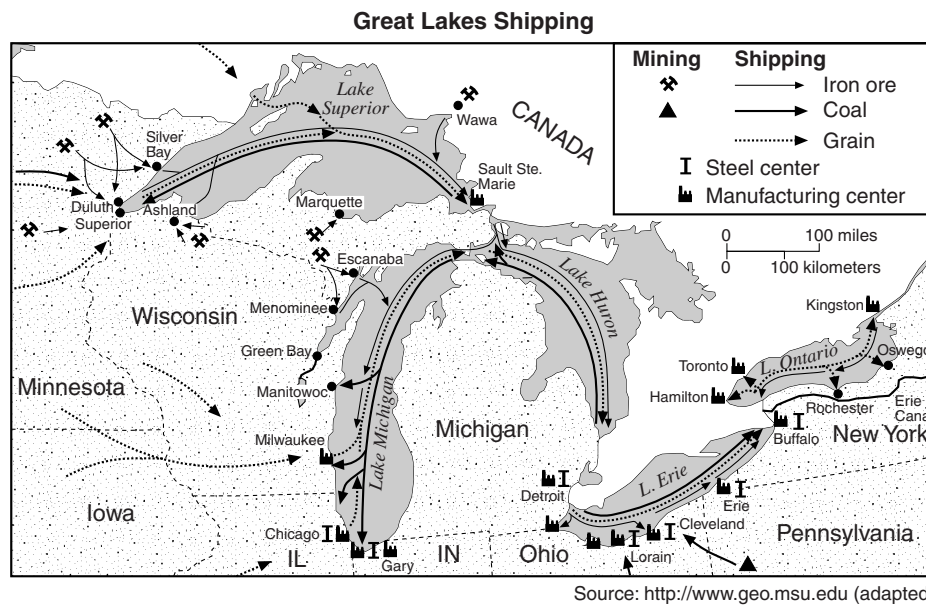 Great Lakes Shipping
Mining
Shipping
Iron ore
Coal
Grain
Steel center
Manufacturing center
0 100 miles
0 100 kilometers
CANADA
Lake
Superior
Wawa
Silver
Bay
Sault Ste.
Marie
Duluth
Superior
Ashland
Marquette
Escanaba
Menominee
Wisconsin
Green Bay
Manitowoc
Lake Huron
Kingston
Minnesota
Toronto
L. Ontario
Oswego
Hamilton
Rochester
Erie
Cana
Lake Michigan
Michigan
Milwaukee
Buffalo
New York
Detroit
L. Erie
Erie
Iowa
Chicago
Cleveland
Pennsylvania
IL
Gary
IN
Ohio
Lorain
Source: http://www.geo.msu.edu (adapted